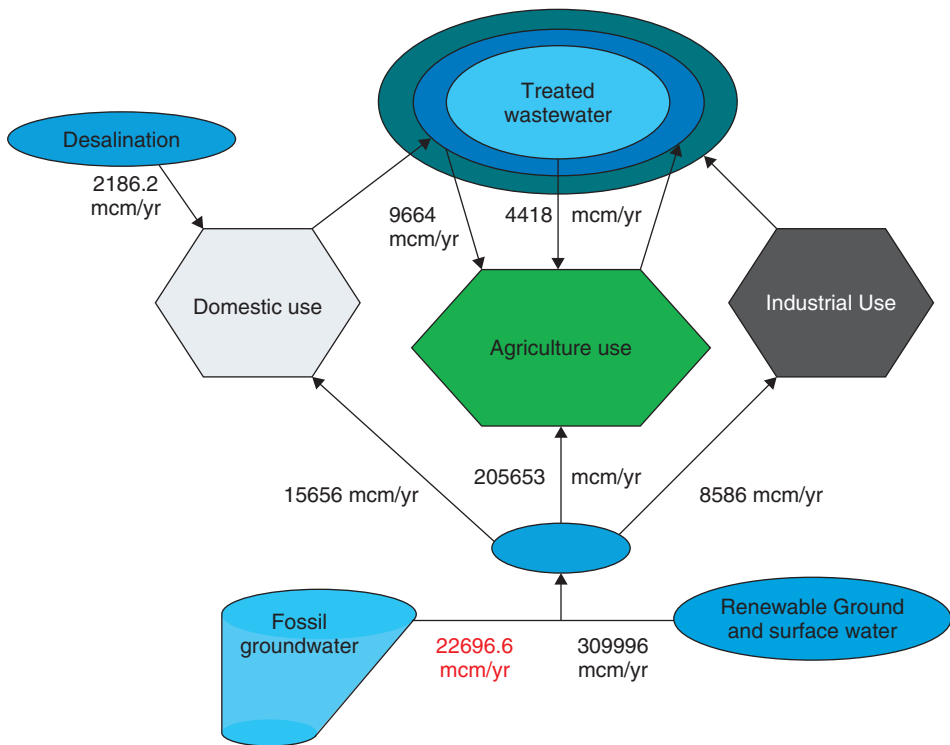 Treated
wastewater
Desalination
2186.2
mcm/yr
9664
mcm/yr
4418 mcm/yr
Domestic use
Agriculture use
Industrial Use
15656 mcm/yr
205653 mcm/yr
8586 mcm/yr
Fossil
groundwater
22696.6
mcm/yr
309996
mcm/yr
Renewable Ground
and surface water